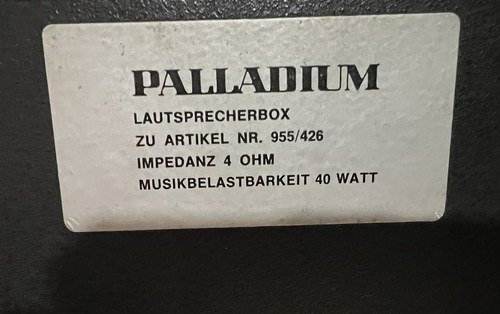 PALLADIUM
LAUTSPRECHERBOX
ZU ARTIKEL NR. 955/426
IMPEDANZ 4 OHM
MUSIKBELASTBARKEIT 40 WATT